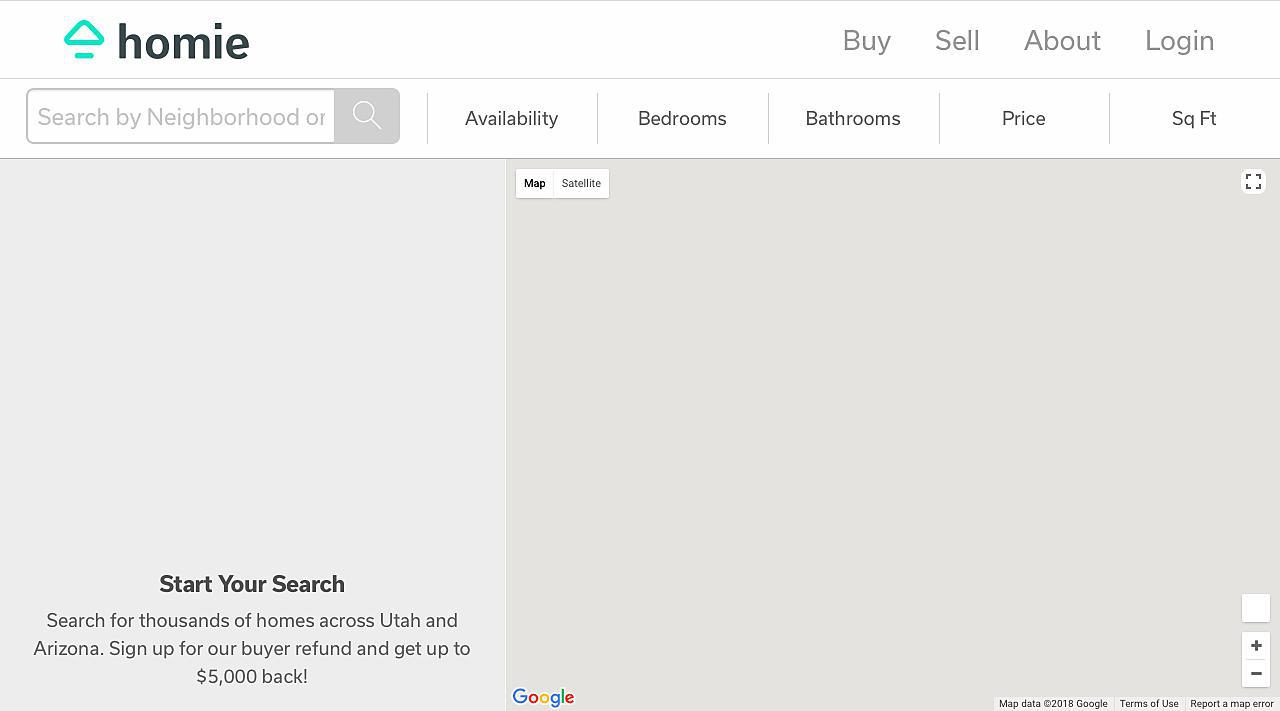 homie
Buy Sell About Login
Search by Neighborhood or
Availability Bedrooms Bathrooms Price Sq Ft
Map Satellite
Start Your Search
Search for thousands of homes across Utah and
Arizona. Sign up for our buyer refund and get up to
$5,000 back!
Google
Map data ©2018 Google Terms of Use Report a map error